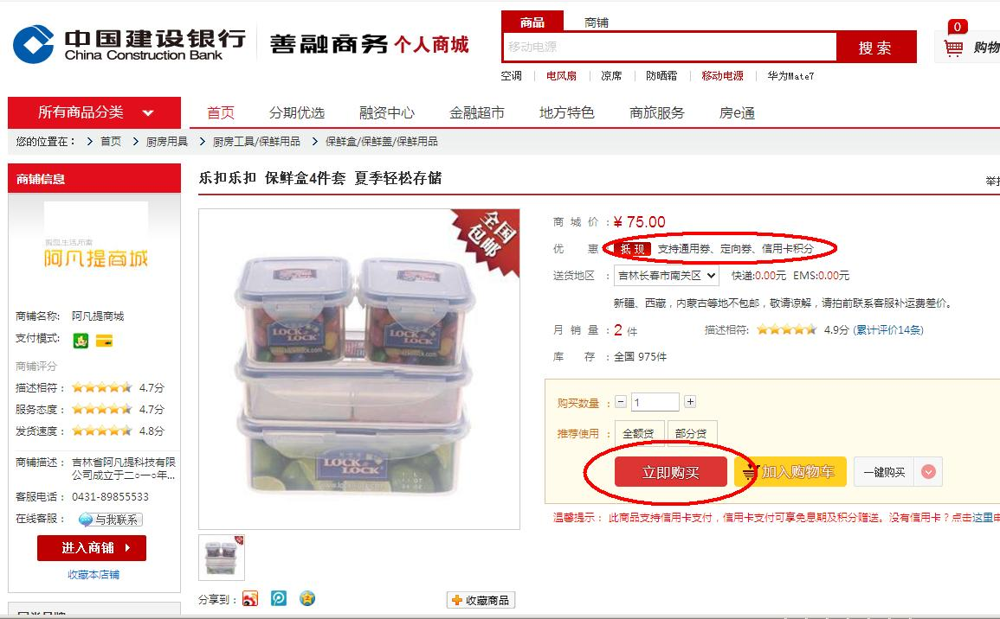 中国建设银行
China Construction Bank
善融商务 个人商城
商品 商铺
移动电源 搜索
0
购物
空调 电风扇 凉席 防晒霜 移动电源 华为Mate7
所有商品分类 首页 分期优选 融资中心 金融超市 地方特色 商旅服务 房e通
您的位置在： > 首页 > 厨房用具 > 厨房工具/保鲜用品 > 保鲜盒/保鲜盖/保鲜用品
商铺信息
阿凡提商城
商铺名称: 阿凡提商城
支付模式:
商铺评分
描述相符： 4.7分
服务态度： 4.7分
发货速度： 4.8分
商铺描述： 吉林省阿凡提科技有限
公司成立于二○一○年...
客服电话： 0431-89855533
在线客服： 与我联系
进入商铺
收藏本店铺
乐扣乐扣 保鲜盒4件套 夏季轻松存储
举报
全国
包邮
LOCK LOCK
LOCK LOCK
LOCK LOCK
分享到：
收藏商品
商 城 价 ：¥ 75.00
优 惠 抵现 支持通用券、定向券、信用卡积分
送货地区 ： 吉林长春市南关区 快递:0.00元 EMS:0.00元
新疆、西藏，内蒙古等地不包邮，敬请谅解，请拍前联系客服补运费差价。
月 销 量 ：2 件 描述相符: 4.9分 (累计评价14条)
库 存 ：全国 975件
购买数量 ： − 1 +
推荐使用 ： 全额贷 部分贷
立即购买 加入购物车 一键购买
温馨提示： 此商品支持信用卡支付，信用卡支付可享免息期及积分赠送。没有信用卡？点击这里申